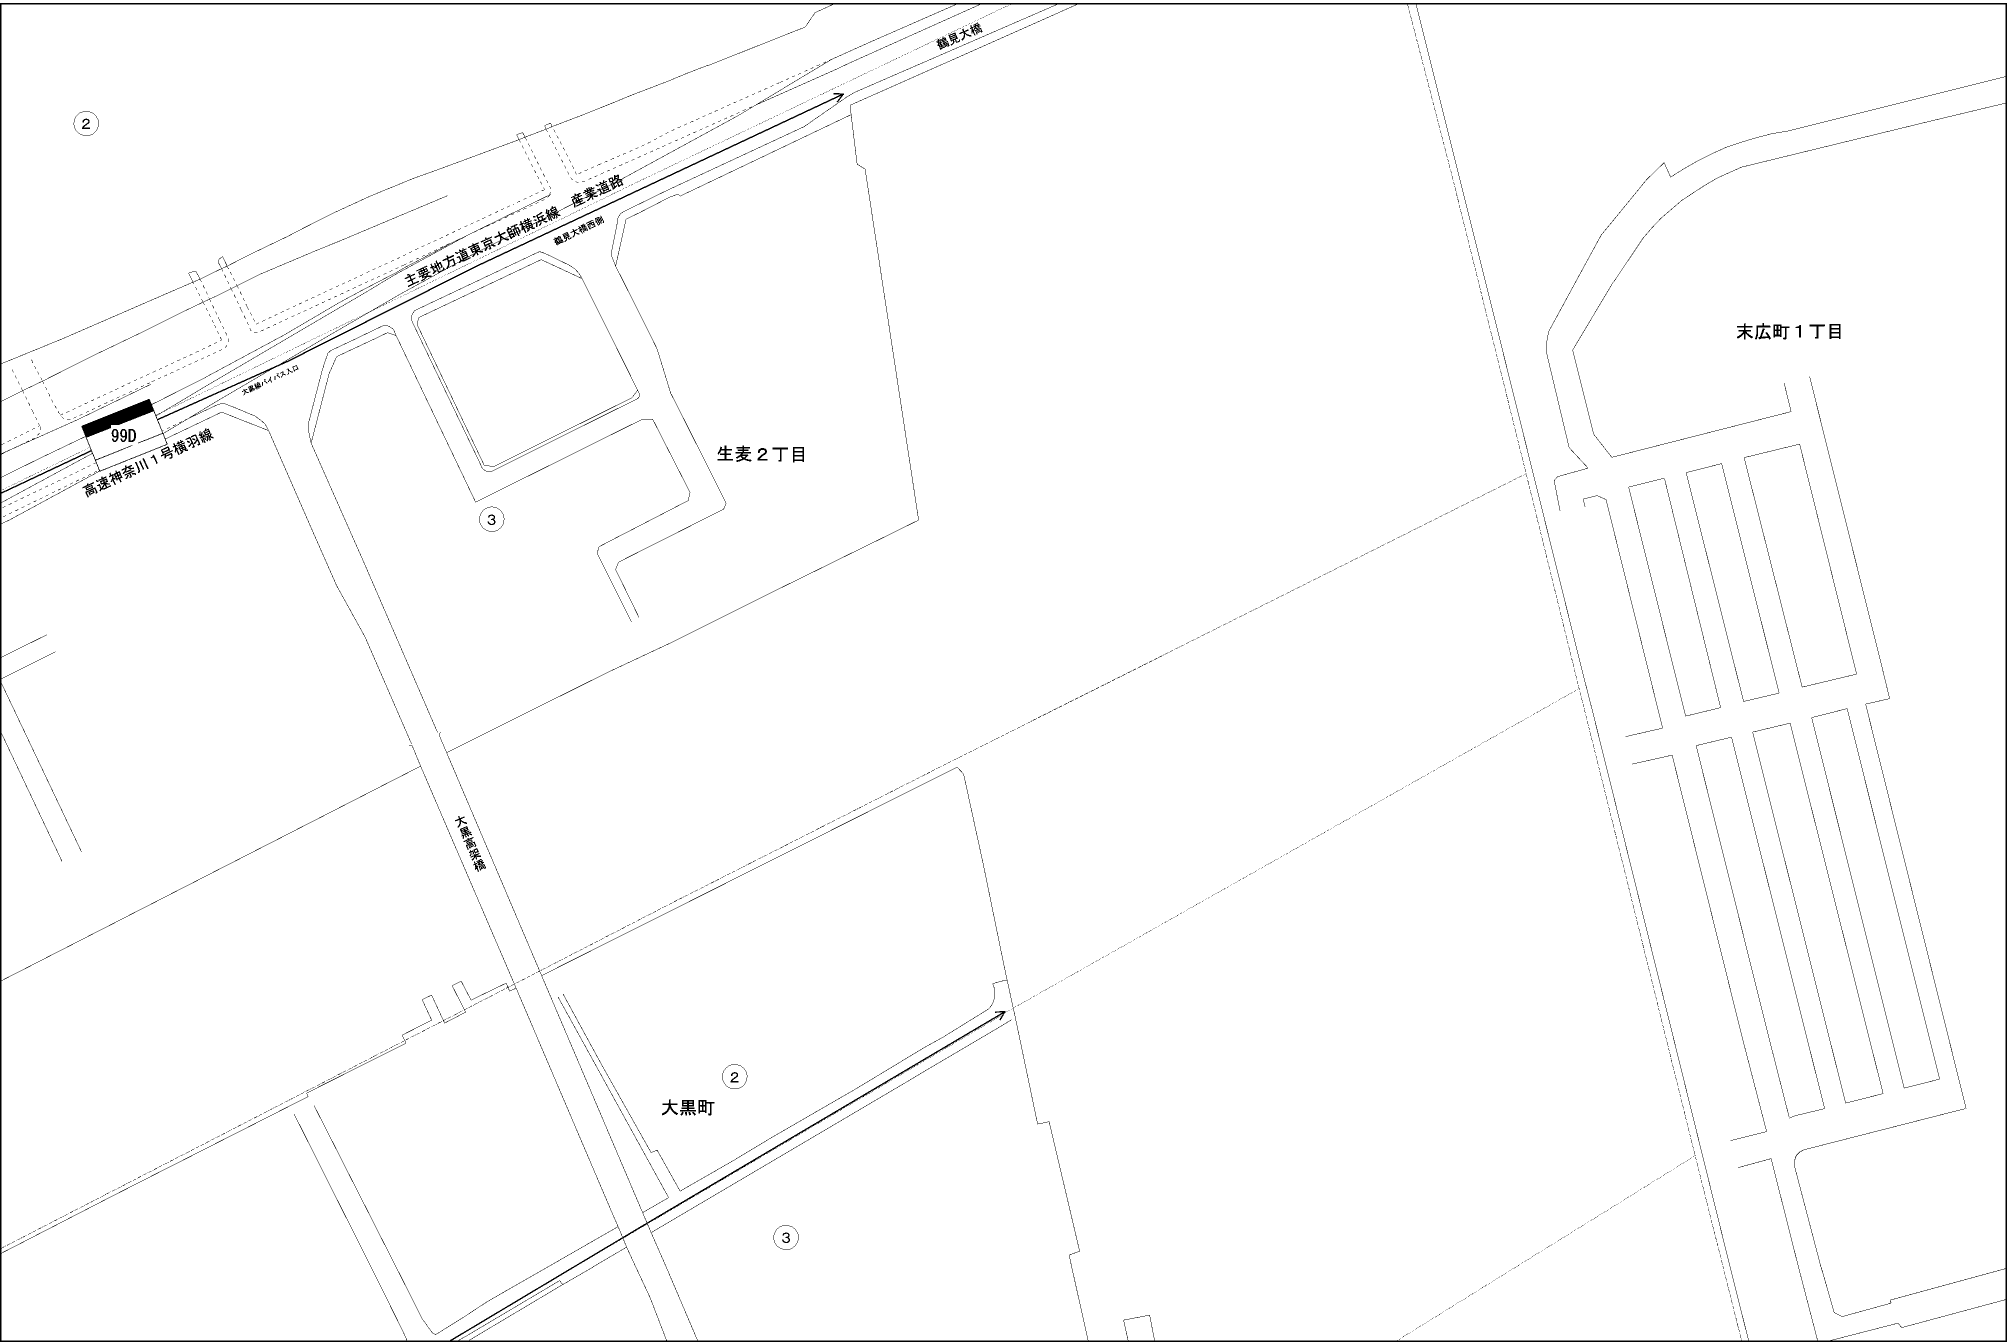 鶴見大橋
②
主要地方道東京大師横浜線　産業道路
鶴見大橋西側
末広町１丁目
大黒線バイパス入口
99D
高速神奈川１号横羽線
生麦２丁目
③
大黒高架橋
②
大黒町
③